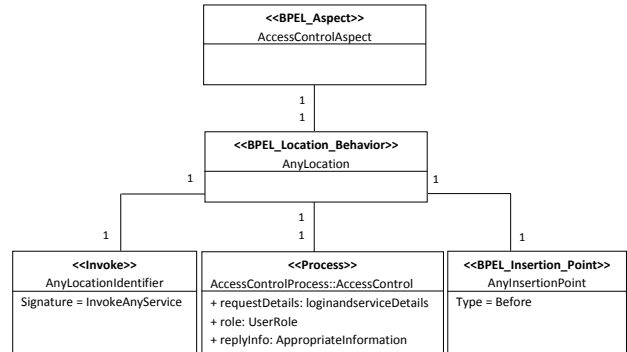 <<BPEL_Aspect>>
AccessControlAspect
1
1
<<BPEL_Location_Behavior>>
AnyLocation
1
1
1
1
1
1
<<Invoke>>
AnyLocationIdentifier
Signature = InvokeAnyService
<<Process>>
AccessControlProcess::AccessControl
+ requestDetails: loginandserviceDetails
+ role: UserRole
+ replyInfo: AppropriateInformation
<<BPEL_Insertion_Point>>
AnyInsertionPoint
Type = Before